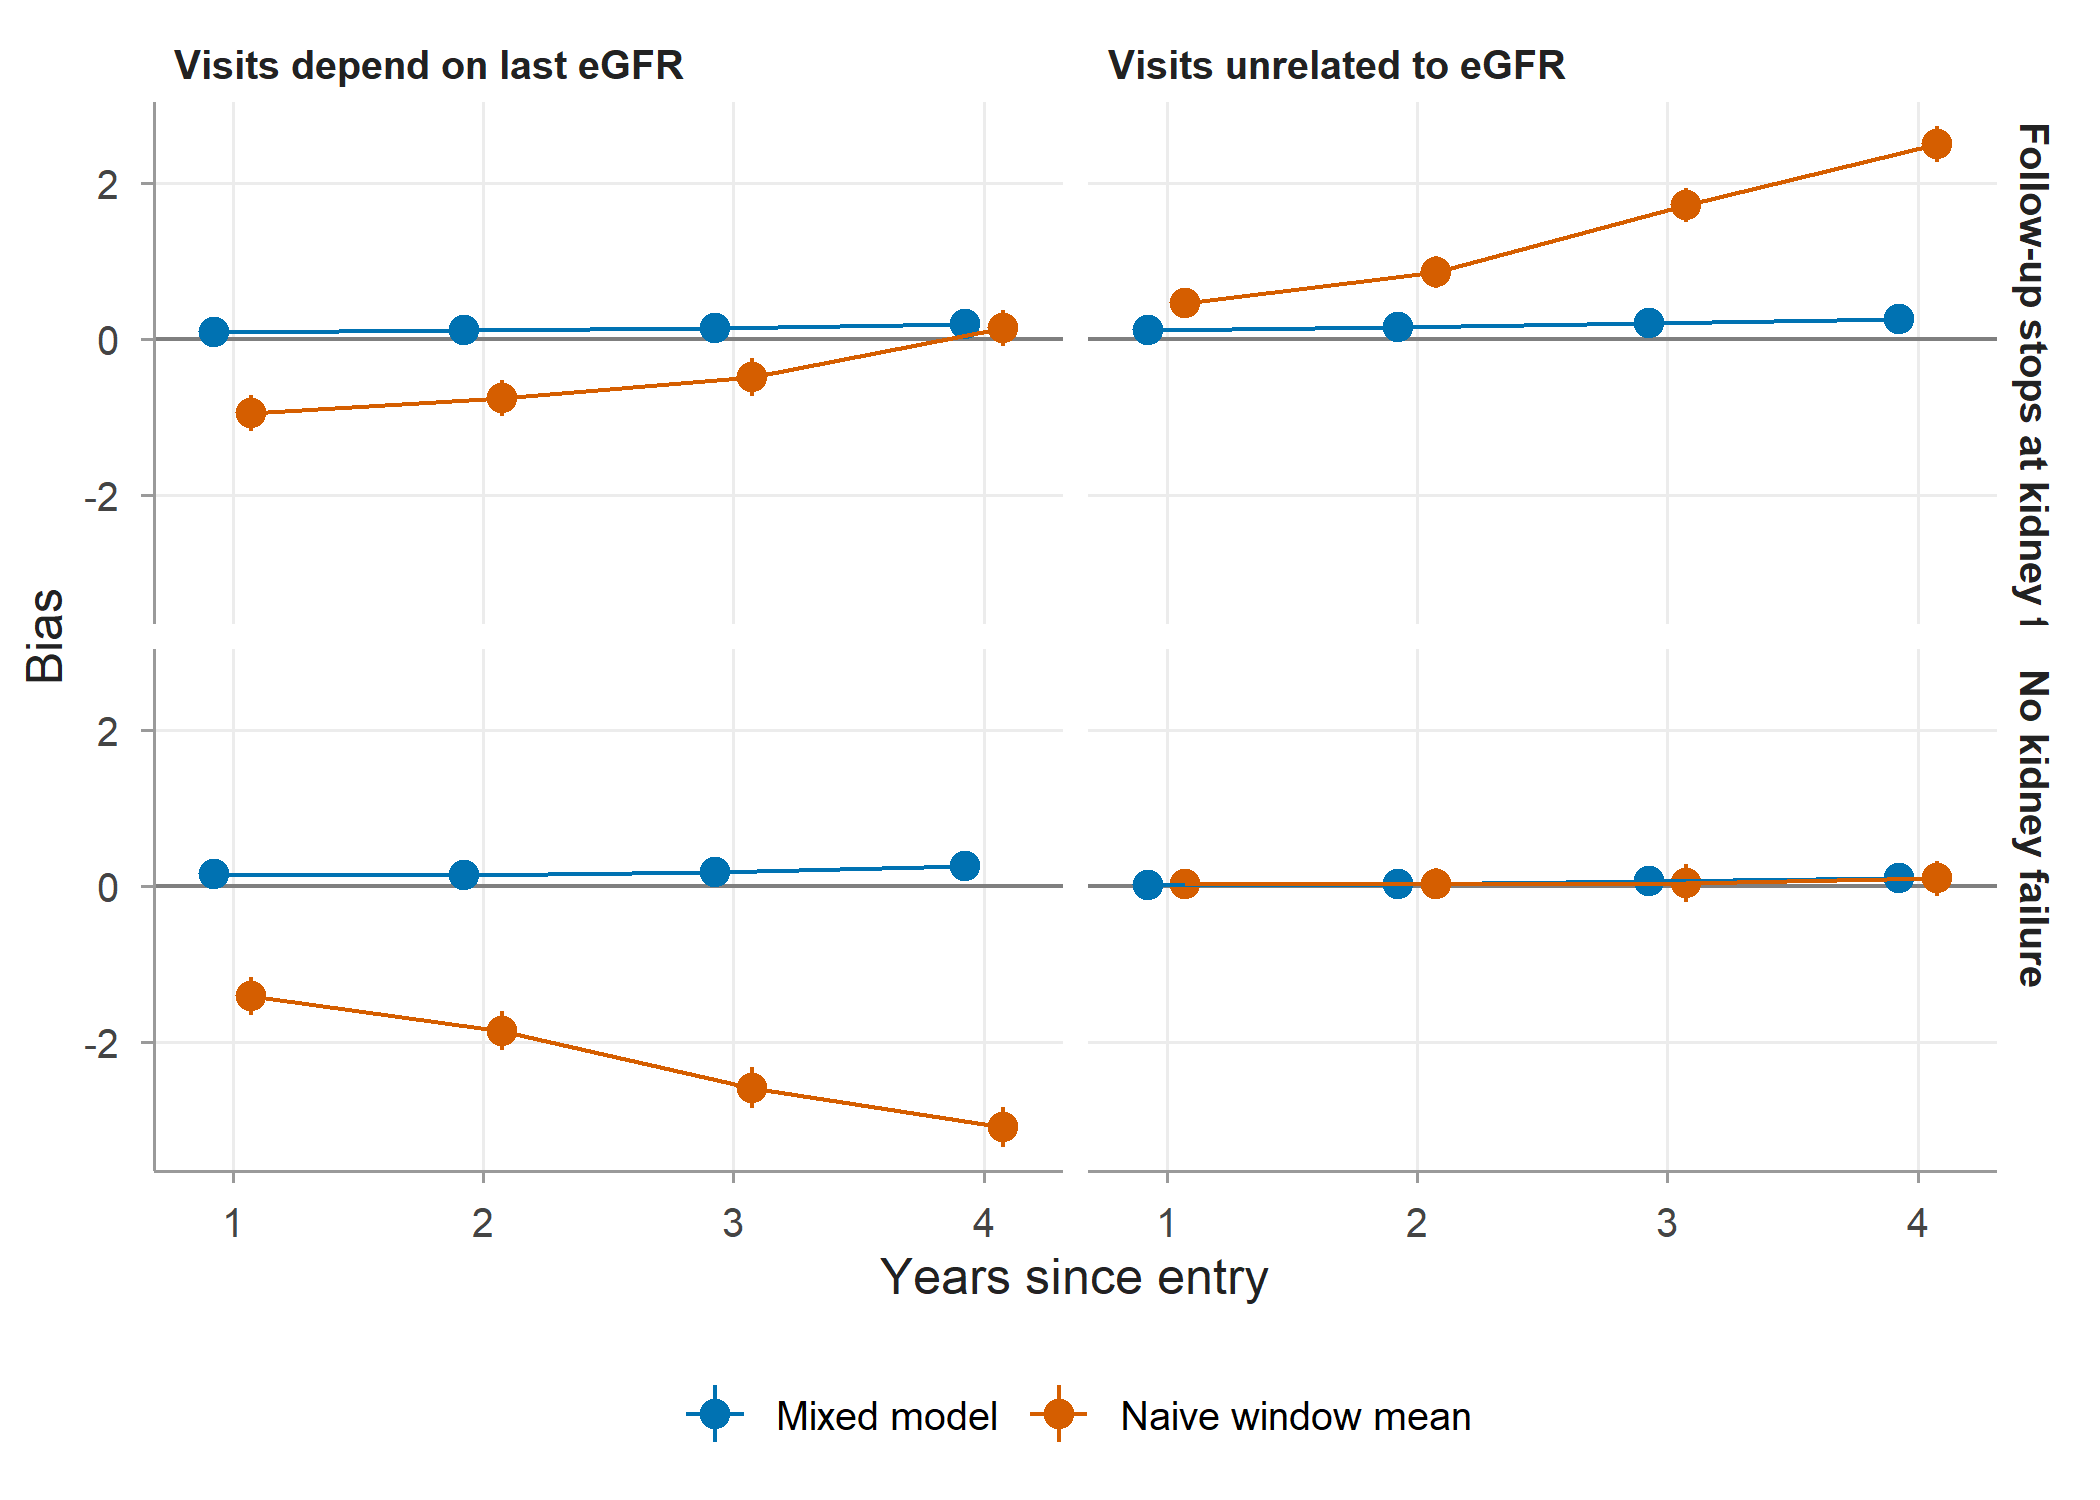 Visits depend on last eGFR
Visits unrelated to eGFR
2
0
-2
Follow-up stops at kidney
Bias
2
0
-2
No kidney failure
1
2
3
4
1
2
3
4
Years since entry
Mixed model
Naive window mean